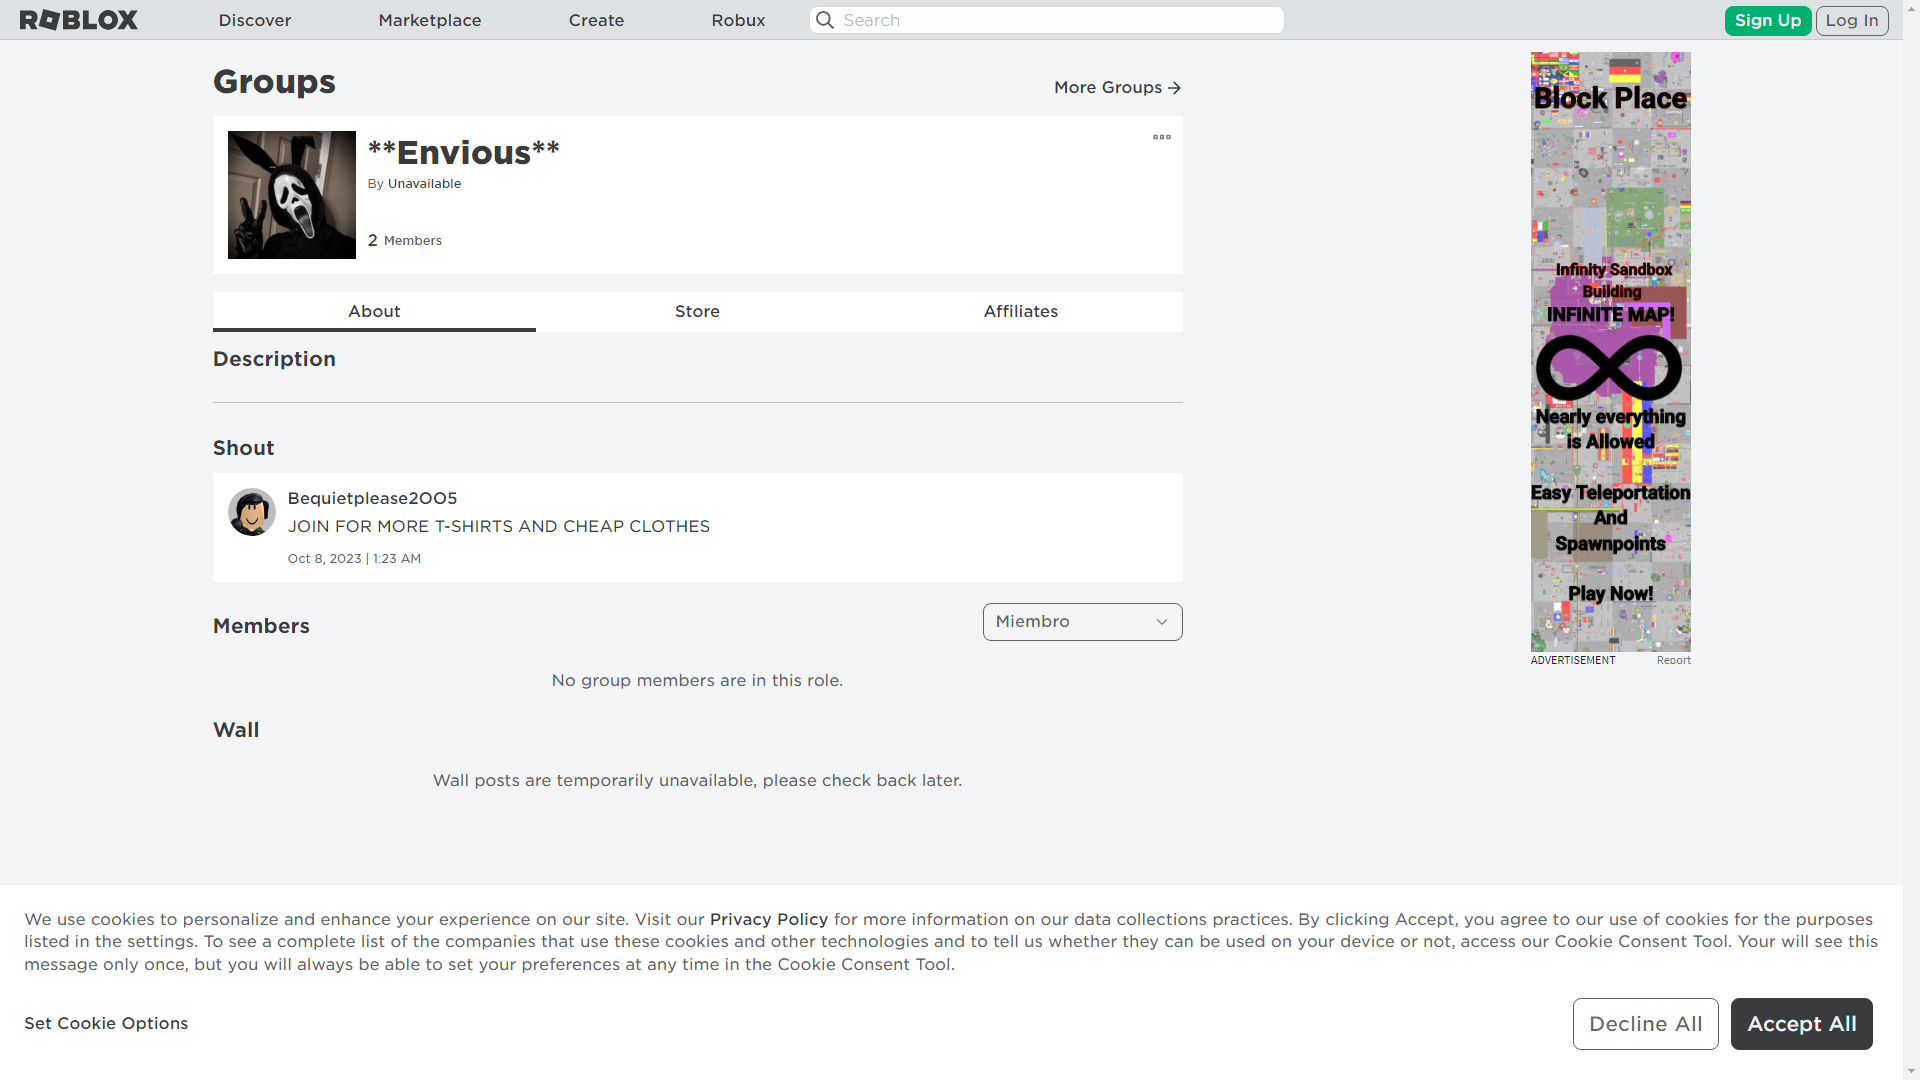 ROBLOX
Discover
Marketplace
Create
Robux
Search
Sign Up
Log In
Groups
More Groups
**Envious**
By Unavailable
2 Members
About
Store
Affiliates
Description
Shout
Bequietplease2OO5
JOIN FOR MORE T-SHIRTS AND CHEAP CLOTHES
Oct 8, 2023 | 1:23 AM
Members
Miembro
No group members are in this role.
Wall
Wall posts are temporarily unavailable, please check back later.
Block Place
Infinity Sandbox
Building
INFINITE MAP!
Nearly everything
is Allowed
Easy Teleportation
And
Spawnpoints
Play Now!
ADVERTISEMENT
Report
We use cookies to personalize and enhance your experience on our site. Visit our Privacy Policy for more information on our data collections practices. By clicking Accept, you agree to our use of cookies for the purposes
listed in the settings. To see a complete list of the companies that use these cookies and other technologies and to tell us whether they can be used on your device or not, access our Cookie Consent Tool. Your will see this
message only once, but you will always be able to set your preferences at any time in the Cookie Consent Tool.
Set Cookie Options
Decline All
Accept All